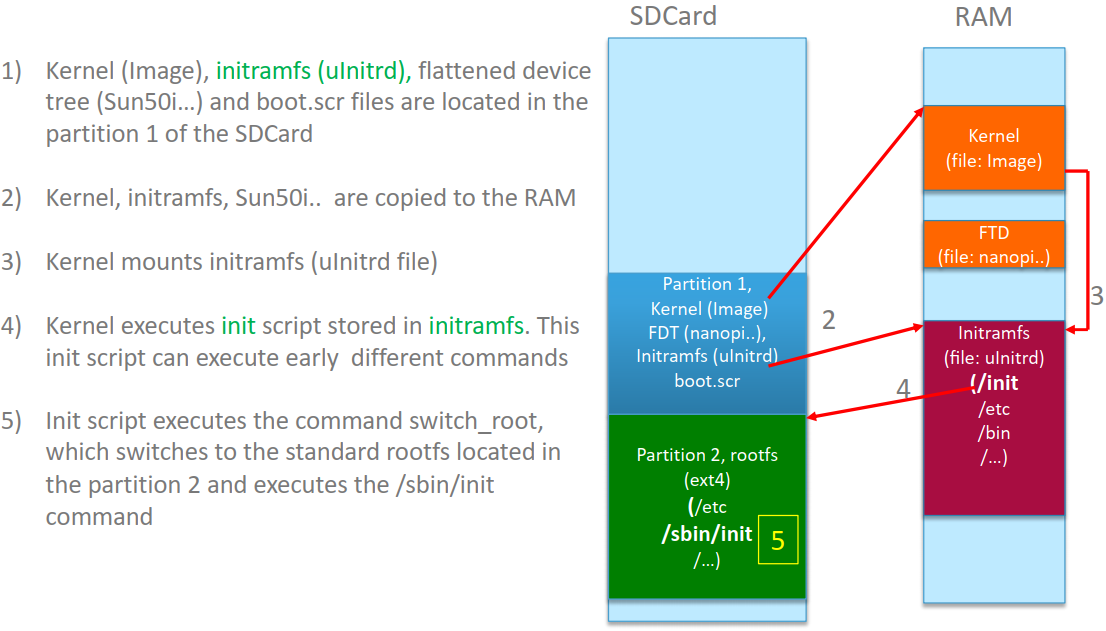 SDCard
RAM
1) Kernel (Image), initramfs (uInitrd), flattened device
tree (Sun50i...) and boot.scr files are located in the
partition 1 of the SDCard
2) Kernel, initramfs, Sun50i.. are copied to the RAM
3) Kernel mounts initramfs (uInitrd file)
4) Kernel executes init script stored in initramfs. This
init script can execute early different commands
5) Init script executes the command switch_root,
which switches to the standard rootfs located in
the partition 2 and executes the /sbin/init
command
Partition 1,
Kernel (Image)
FDT (nanopi..),
Initramfs (uInitrd)
boot.scr
Partition 2, rootfs
(ext4)
(/etc
/sbin/init
/...)
5
2
4
Kernel
(file: Image)
FTD
(file: nanopi..)
Initramfs
(file: uInitrd)
(/init
/etc
/bin
/...)
3